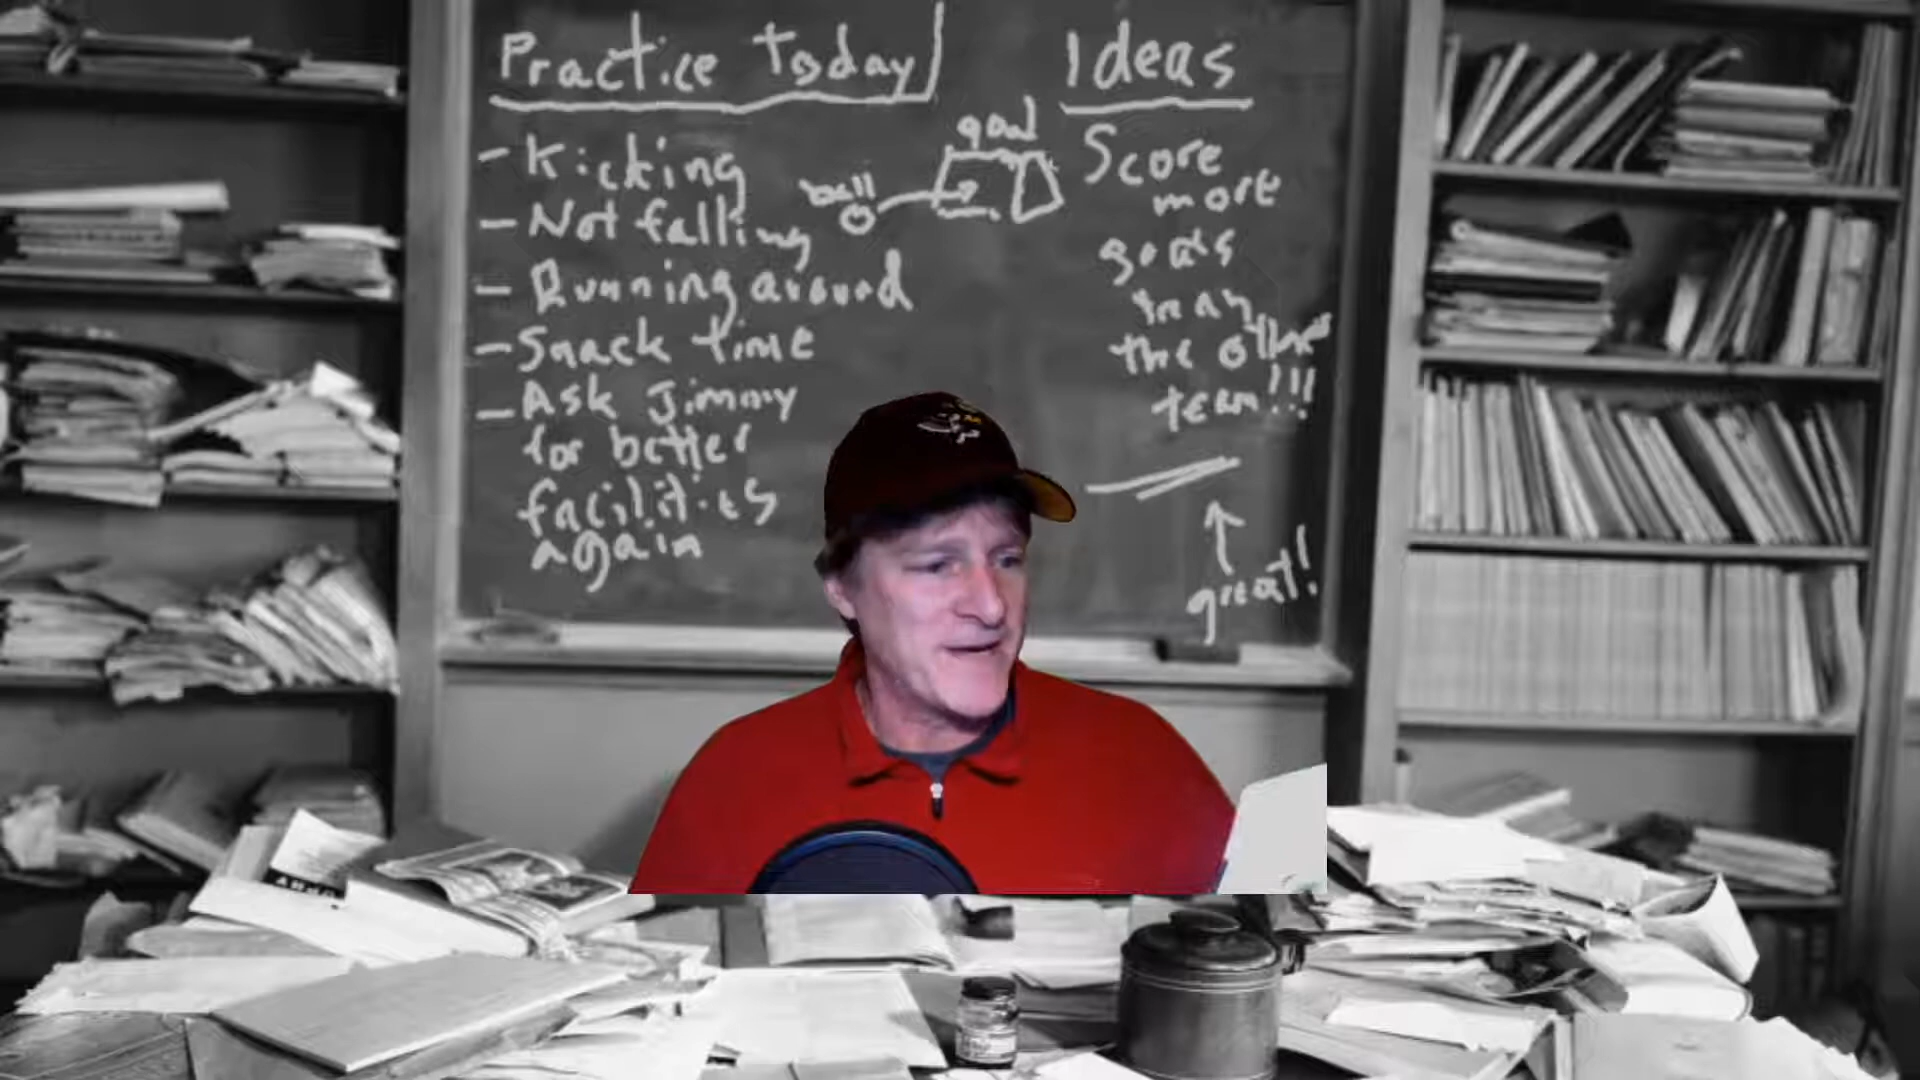 Practice Today
- Kicking
- Not falling
- Running around
- Snack time
- Ask Jimmy
for better
facilities
again
goal
ball
Ideas
Score
more
goals
than
the other
team!!!
great!